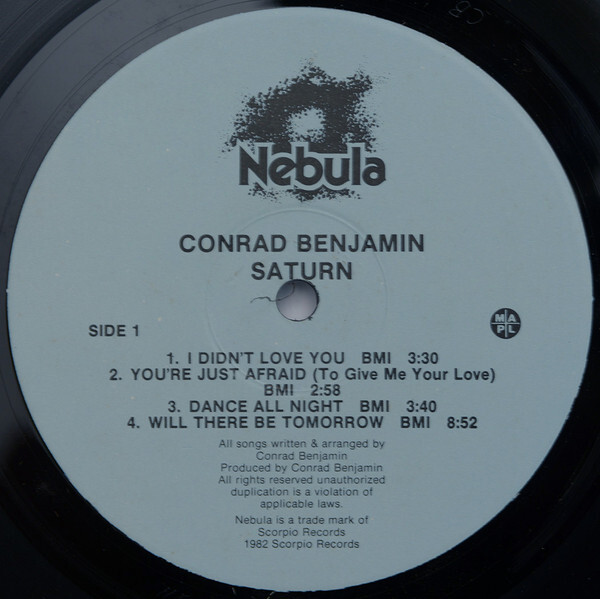 Nebula
CONRAD BENJAMIN
SATURN
SIDE 1
M A
P L
1. I DIDN'T LOVE YOU BMI 3:30
2. YOU'RE JUST AFRAID (To Give Me Your Love)
BMI 2:58
3. DANCE ALL NIGHT BMI 3:40
4. WILL THERE BE TOMORROW BMI 8:52
All songs written & arranged by
Conrad Benjamin
Produced by Conrad Benjamin
All rights reserved unauthorized
duplication is a violation of
applicable laws.
Nebula is a trade mark of
Scorpio Records
1982 Scorpio Records